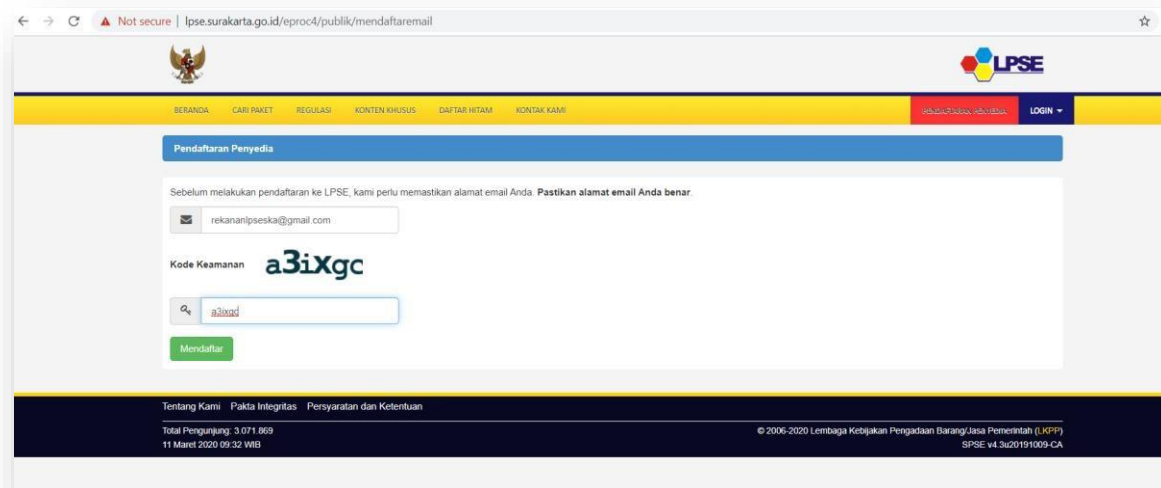 Not secure | lpse.surakarta.go.id/eproc4/publik/mendaftaremail
LPSE
BERANDA CARI PAKET REGULASI KONTEN KHUSUS DAFTAR HITAM KONTAK KAMI PENDAFTARAN PENYEDIA LOGIN
Pendaftaran Penyedia
Sebelum melakukan pendaftaran ke LPSE, kami perlu memastikan alamat email Anda. Pastikan alamat email Anda benar.
rekananlpseska@gmail.com
Kode Keamanan a3ixgc
a3ixgd
Mendaftar
Tentang Kami Pakta Integritas Persyaratan dan Ketentuan
Total Pengunjung: 3.071.869
© 2006-2020 Lembaga Kebijakan Pengadaan Barang/Jasa Pemerintah (LKPP)
11 Maret 2020 09:32 WIB
SPSE v4.3u20191009-CA